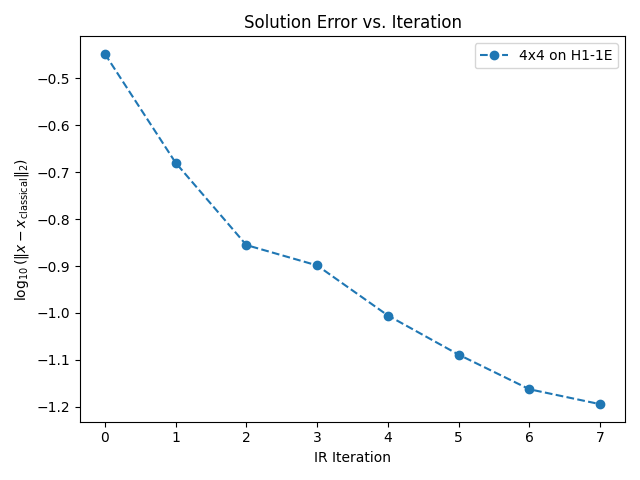 Solution Error vs. Iteration
4x4 on H1-1E
log₁₀(‖x − x_classical‖₂)
−0.5
−0.6
−0.7
−0.8
−0.9
−1.0
−1.1
−1.2
0 1 2 3 4 5 6 7
IR Iteration